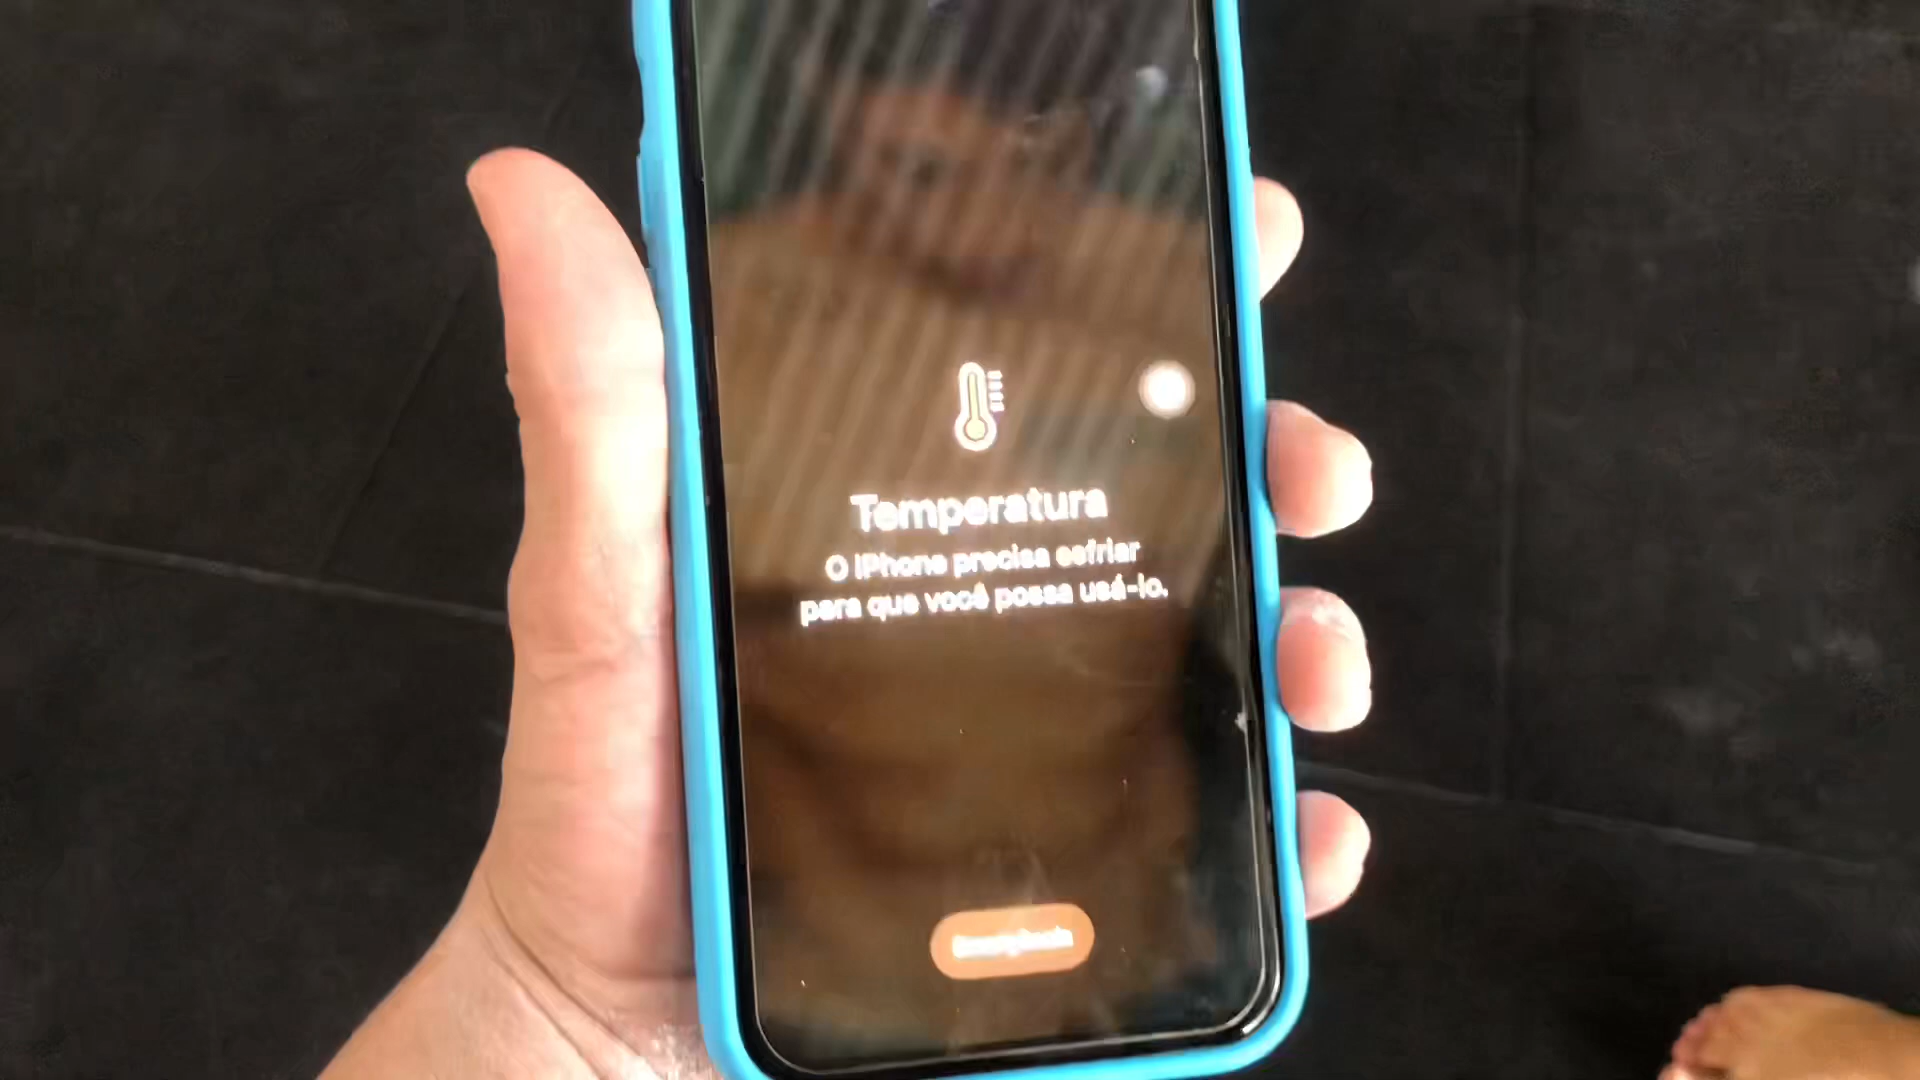 Temperatura
O iPhone precisa esfriar
para que você possa usá-lo.